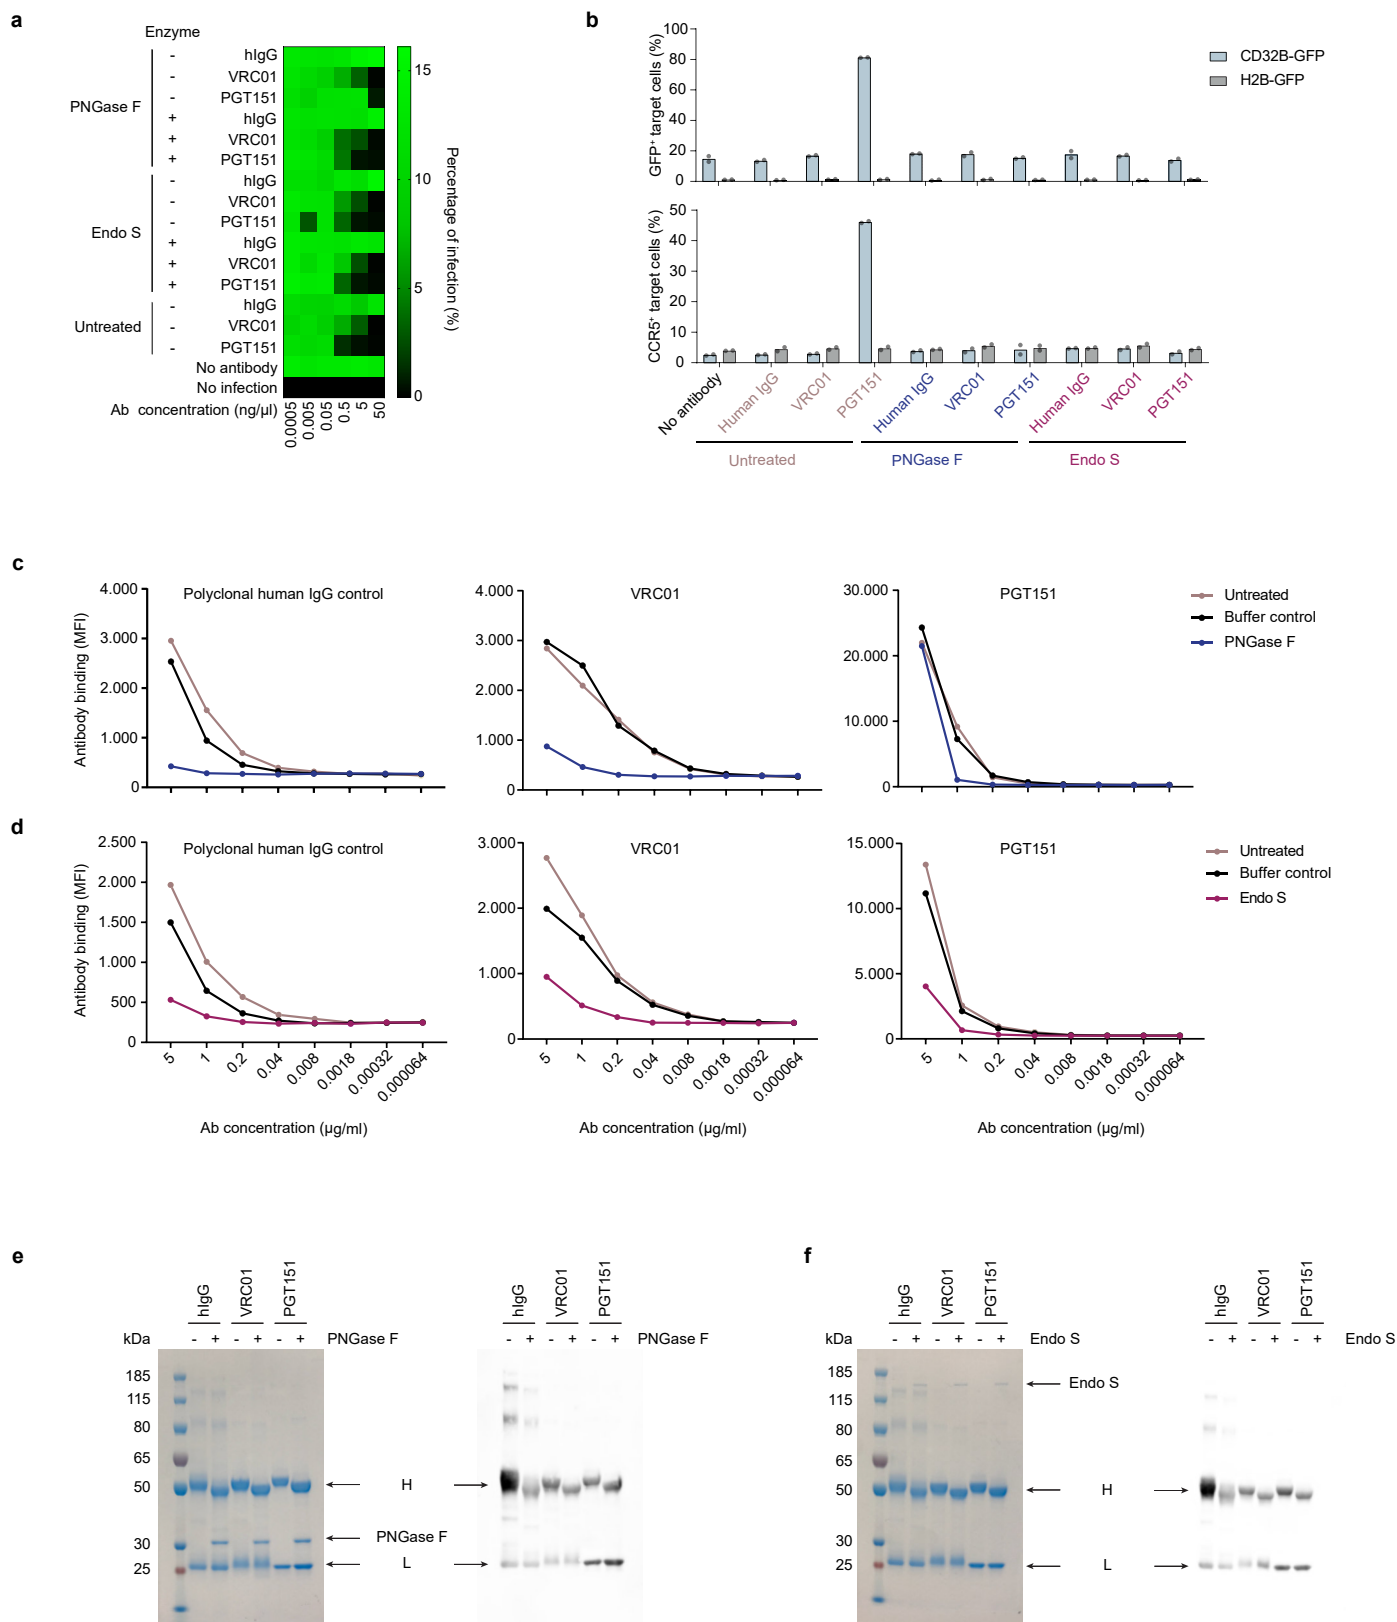 a
Enzyme
PNGase F
- hIgG
- VRC01
- PGT151
+ hIgG
+ VRC01
+ PGT151
Endo S
- hIgG
- VRC01
- PGT151
+ hIgG
+ VRC01
+ PGT151
Untreated
- hIgG
- VRC01
- PGT151
No antibody
No infection
Ab concentration (ng/µl)
0.0005
0.005
0.05
0.5
5
50
15
10
5
0
Percentage of infection (%)
b
GFP⁺ target cells (%)
100
80
60
40
20
0
CD32B-GFP
H2B-GFP
CCR5⁺ target cells (%)
50
40
30
20
10
0
No antibody
Human IgG
VRC01
PGT151
Human IgG
VRC01
PGT151
Human IgG
VRC01
PGT151
Untreated
PNGase F
Endo S
c
Antibody binding (MFI)
Polyclonal human IgG control
4.000
3.000
2.000
1.000
0
VRC01
4.000
3.000
2.000
1.000
0
PGT151
30.000
20.000
10.000
0
Untreated
Buffer control
PNGase F
d
Antibody binding (MFI)
Polyclonal human IgG control
2.500
2.000
1.500
1.000
500
0
5
1
0.2
0.04
0.008
0.0018
0.00032
0.000064
Ab concentration (µg/ml)
VRC01
3.000
2.000
1.000
0
5
1
0.2
0.04
0.008
0.0018
0.00032
0.000064
Ab concentration (µg/ml)
PGT151
15.000
10.000
5.000
0
5
1
0.2
0.04
0.008
0.0018
0.00032
0.000064
Ab concentration (µg/ml)
Untreated
Buffer control
Endo S
e
hIgG
VRC01
PGT151
kDa
- + - + - + PNGase F
185
115
80
65
50
30
25
H
PNGase F
L
hIgG
VRC01
PGT151
- + - + - + PNGase F
f
hIgG
VRC01
PGT151
kDa
- + - + - + Endo S
185
115
80
65
50
30
25
Endo S
H
L
hIgG
VRC01
PGT151
- + - + - + Endo S